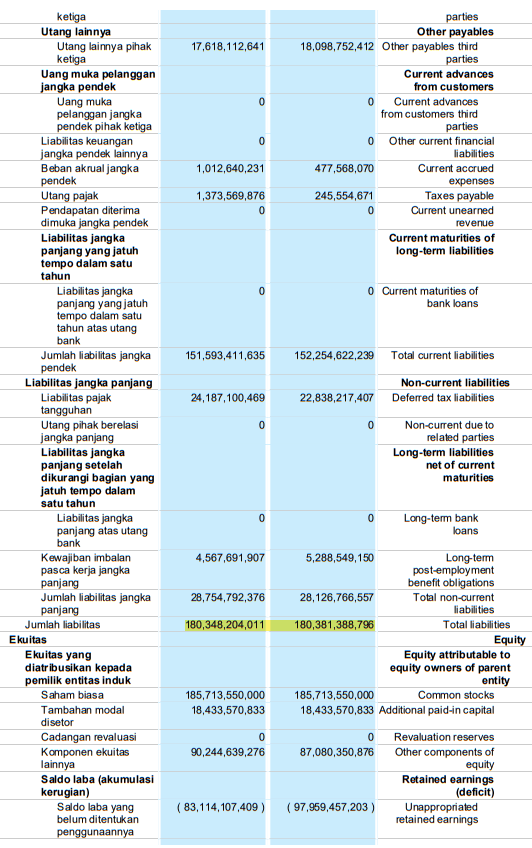 ketiga parties
Utang lainnya Other payables
Utang lainnya pihak 17,618,112,641 18,098,752,412 Other payables third
ketiga parties
Uang muka pelanggan Current advances
jangka pendek from customers
Uang muka 0 0 Current advances
pelanggan jangka from customers third
pendek pihak ketiga parties
Liabilitas keuangan 0 0 Other current financial
jangka pendek lainnya liabilities
Beban akrual jangka 1,012,640,231 477,568,070 Current accrued
pendek expenses
Utang pajak 1,373,569,876 245,554,671 Taxes payable
Pendapatan diterima 0 0 Current unearned
dimuka jangka pendek revenue
Liabilitas jangka Current maturities of
panjang yang jatuh long-term liabilities
tempo dalam satu
tahun
Liabilitas jangka 0 0 Current maturities of
panjang yang jatuh bank loans
tempo dalam satu
tahun atas utang
bank
Jumlah liabilitas jangka 151,593,411,635 152,254,622,239 Total current liabilities
pendek
Liabilitas jangka panjang Non-current liabilities
Liabilitas pajak 24,187,100,469 22,838,217,407 Deferred tax liabilities
tangguhan
Utang pihak berelasi 0 0 Non-current due to
jangka panjang related parties
Liabilitas jangka Long-term liabilities
panjang setelah net of current
dikurangi bagian yang maturities
jatuh tempo dalam
satu tahun
Liabilitas jangka 0 0 Long-term bank
panjang atas utang loans
bank
Kewajiban imbalan 4,567,691,907 5,288,549,150 Long-term
pasca kerja jangka post-employment
panjang benefit obligations
Jumlah liabilitas jangka 28,754,792,376 28,126,766,557 Total non-current
panjang liabilities
Jumlah liabilitas 180,348,204,011 180,381,388,796 Total liabilities
Ekuitas Equity
Ekuitas yang Equity attributable to
diatribusikan kepada equity owners of parent
pemilik entitas induk entity
Saham biasa 185,713,550,000 185,713,550,000 Common stocks
Tambahan modal 18,433,570,833 18,433,570,833 Additional paid-in capital
disetor
Cadangan revaluasi 0 0 Revaluation reserves
Komponen ekuitas 90,244,639,276 87,080,350,876 Other components of
lainnya equity
Saldo laba (akumulasi Retained earnings
kerugian) (deficit)
Saldo laba yang ( 83,114,107,409 ) ( 97,959,457,203 ) Unappropriated
belum ditentukan retained earnings
penggunaannya